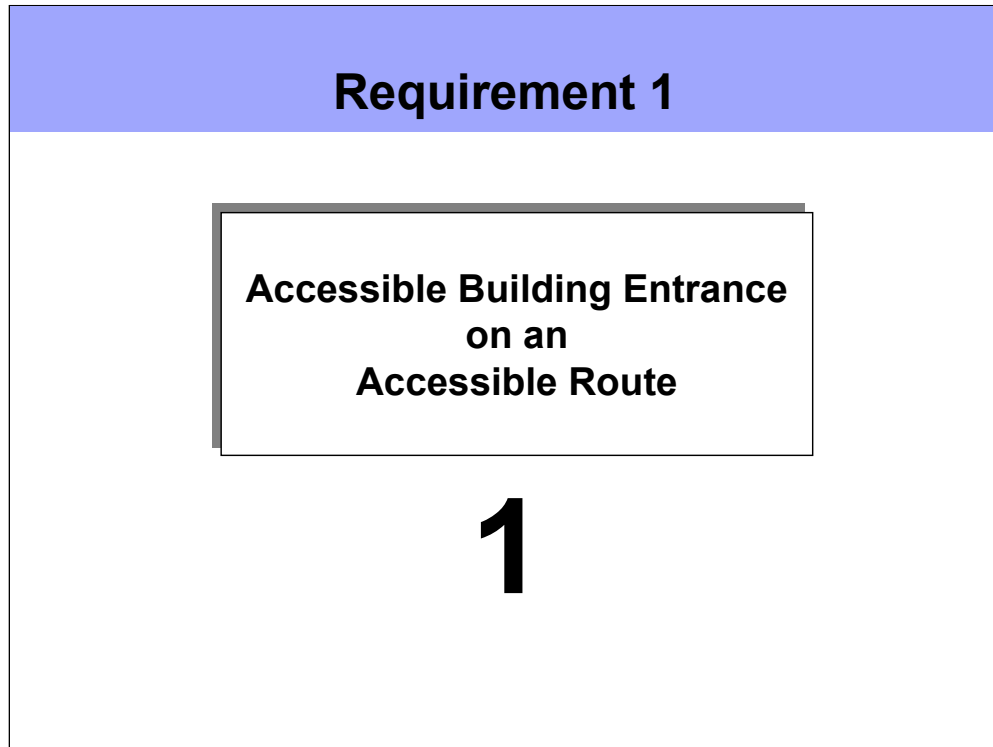 Requirement 1
Accessible Building Entrance
on an
Accessible Route
1